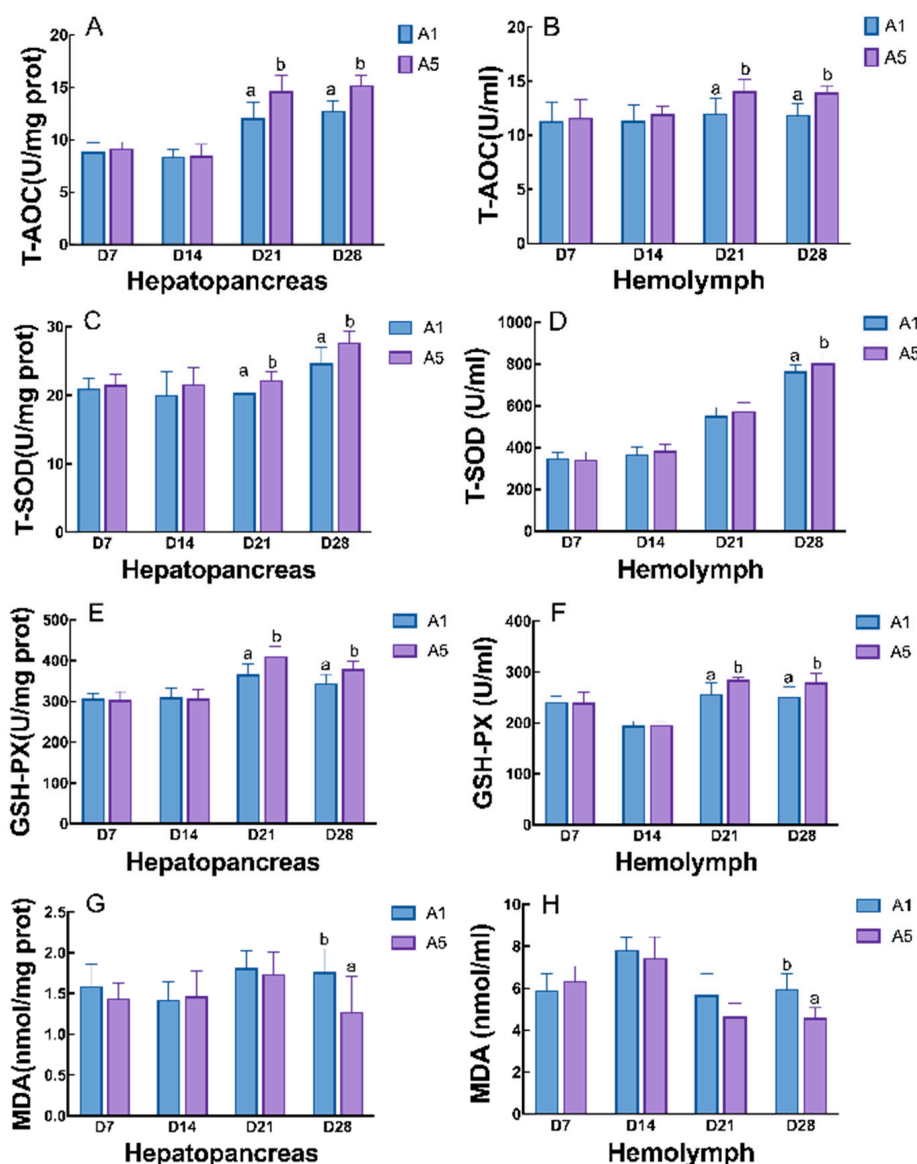 A
A1
A5
T-AOC(U/mg prot)
20
15
10
5
0
a b a b
D7 D14 D21 D28
Hepatopancreas
B
A1
A5
T-AOC(U/ml)
20
15
10
5
0
a b a b
D7 D14 D21 D28
Hemolymph
C
A1
A5
T-SOD(U/mg prot)
30
20
10
0
a b a b
D7 D14 D21 D28
Hepatopancreas
D
A1
A5
T-SOD (U/ml)
1000
800
600
400
200
0
a b
D7 D14 D21 D28
Hemolymph
E
A1
A5
GSH-PX(U/mg prot)
500
400
300
200
100
0
a b a b
D7 D14 D21 D28
Hepatopancreas
F
A1
A5
GSH-PX (U/ml)
400
300
200
100
0
a b a b
D7 D14 D21 D28
Hemolymph
G
A1
A5
MDA(nmol/mg prot)
2.5
2.0
1.5
1.0
0.5
0.0
b a
D7 D14 D21 D28
Hepatopancreas
H
A1
A5
MDA (nmol/ml)
10
8
6
4
2
0
b a
D7 D14 D21 D28
Hemolymph